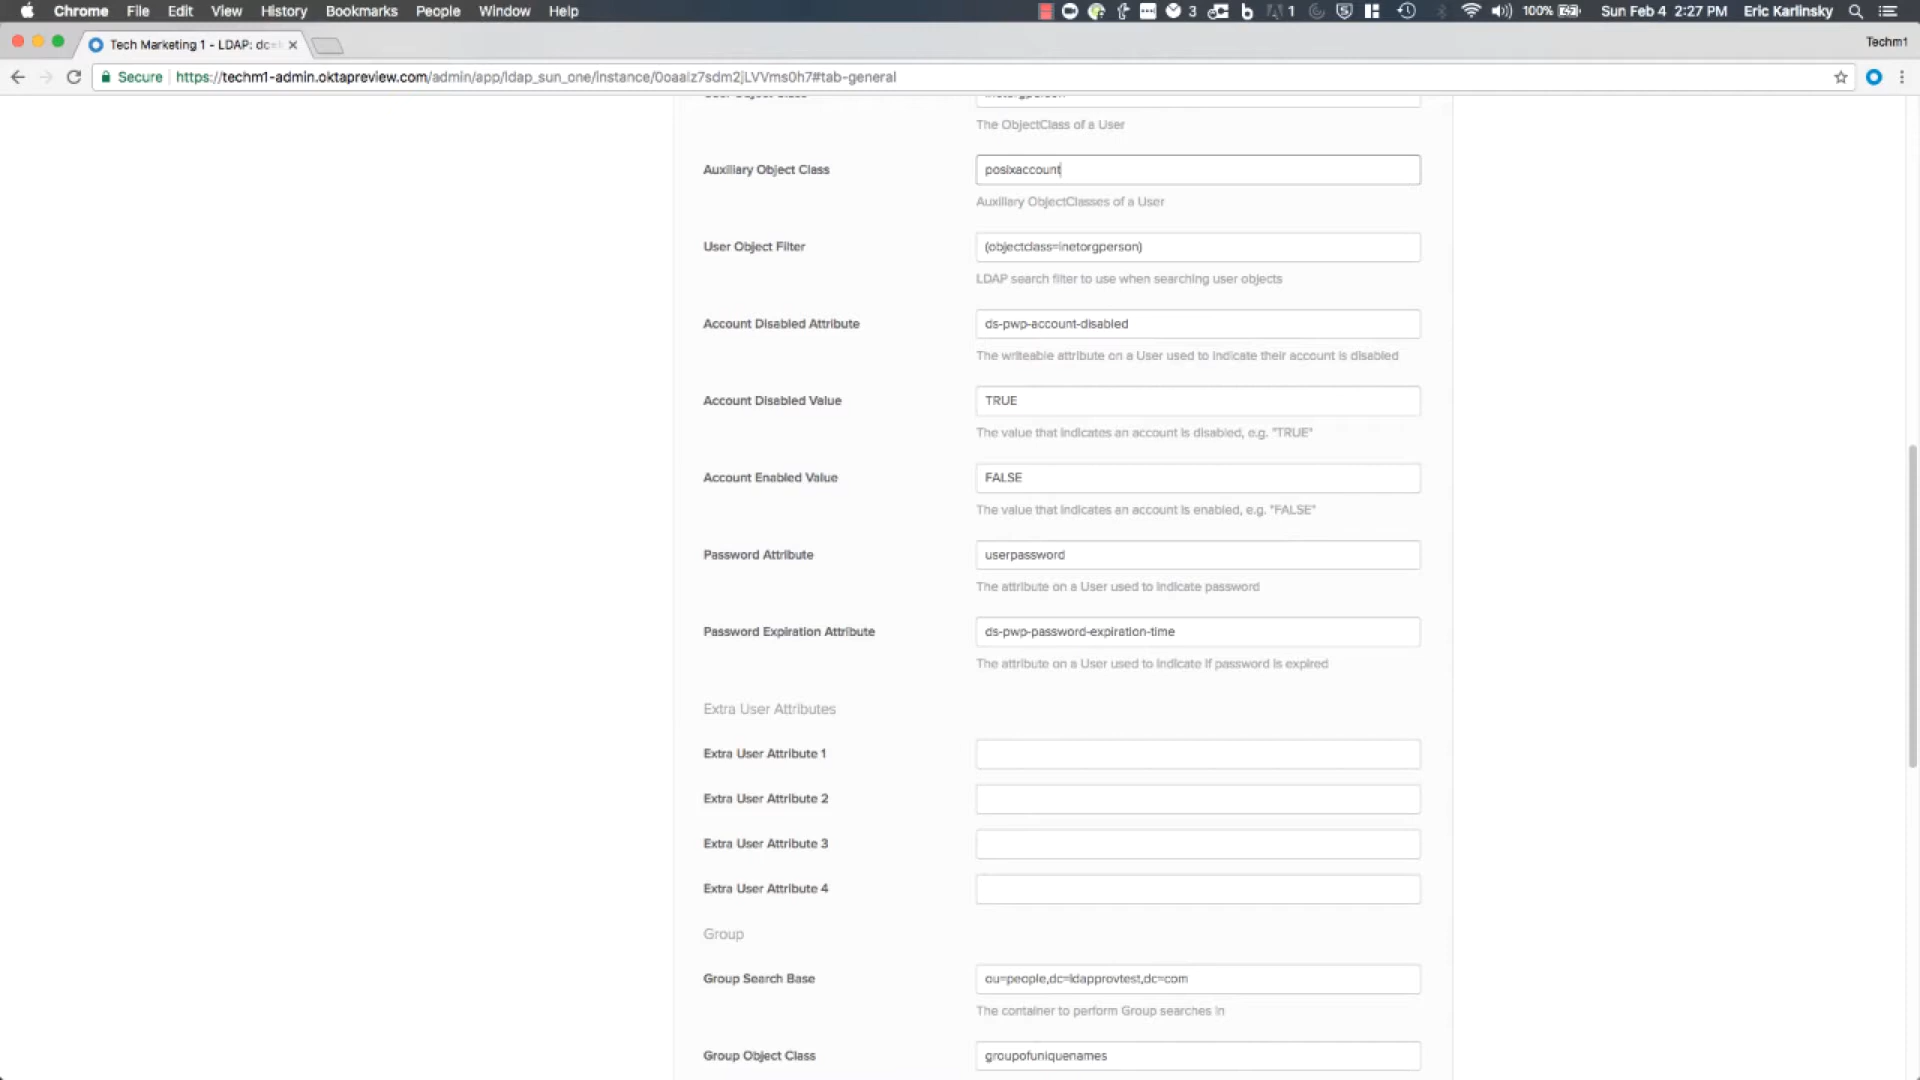 Chrome File Edit View History Bookmarks People Window Help 3 1 100% Sun Feb 4 2:27 PM Eric Karlinsky
Tech Marketing 1 - LDAP: dc= Techm1
Secure https://techm1-admin.oktapreview.com/admin/app/ldap_sun_one/instance/0oaaiz7sdm2jLVVms0h7#tab-general
User Object Class inetorgperson
The ObjectClass of a User
Auxiliary Object Class posixaccount
Auxiliary ObjectClasses of a User
User Object Filter (objectclass=inetorgperson)
LDAP search filter to use when searching user objects
Account Disabled Attribute ds-pwp-account-disabled
The writeable attribute on a User used to indicate their account is disabled
Account Disabled Value TRUE
The value that indicates an account is disabled, e.g. "TRUE"
Account Enabled Value FALSE
The value that indicates an account is enabled, e.g. "FALSE"
Password Attribute userpassword
The attribute on a User used to indicate password
Password Expiration Attribute ds-pwp-password-expiration-time
The attribute on a User used to indicate if password is expired
Extra User Attributes
Extra User Attribute 1
Extra User Attribute 2
Extra User Attribute 3
Extra User Attribute 4
Group
Group Search Base ou=people,dc=ldapprovtest,dc=com
The container to perform Group searches in
Group Object Class groupofuniquenames